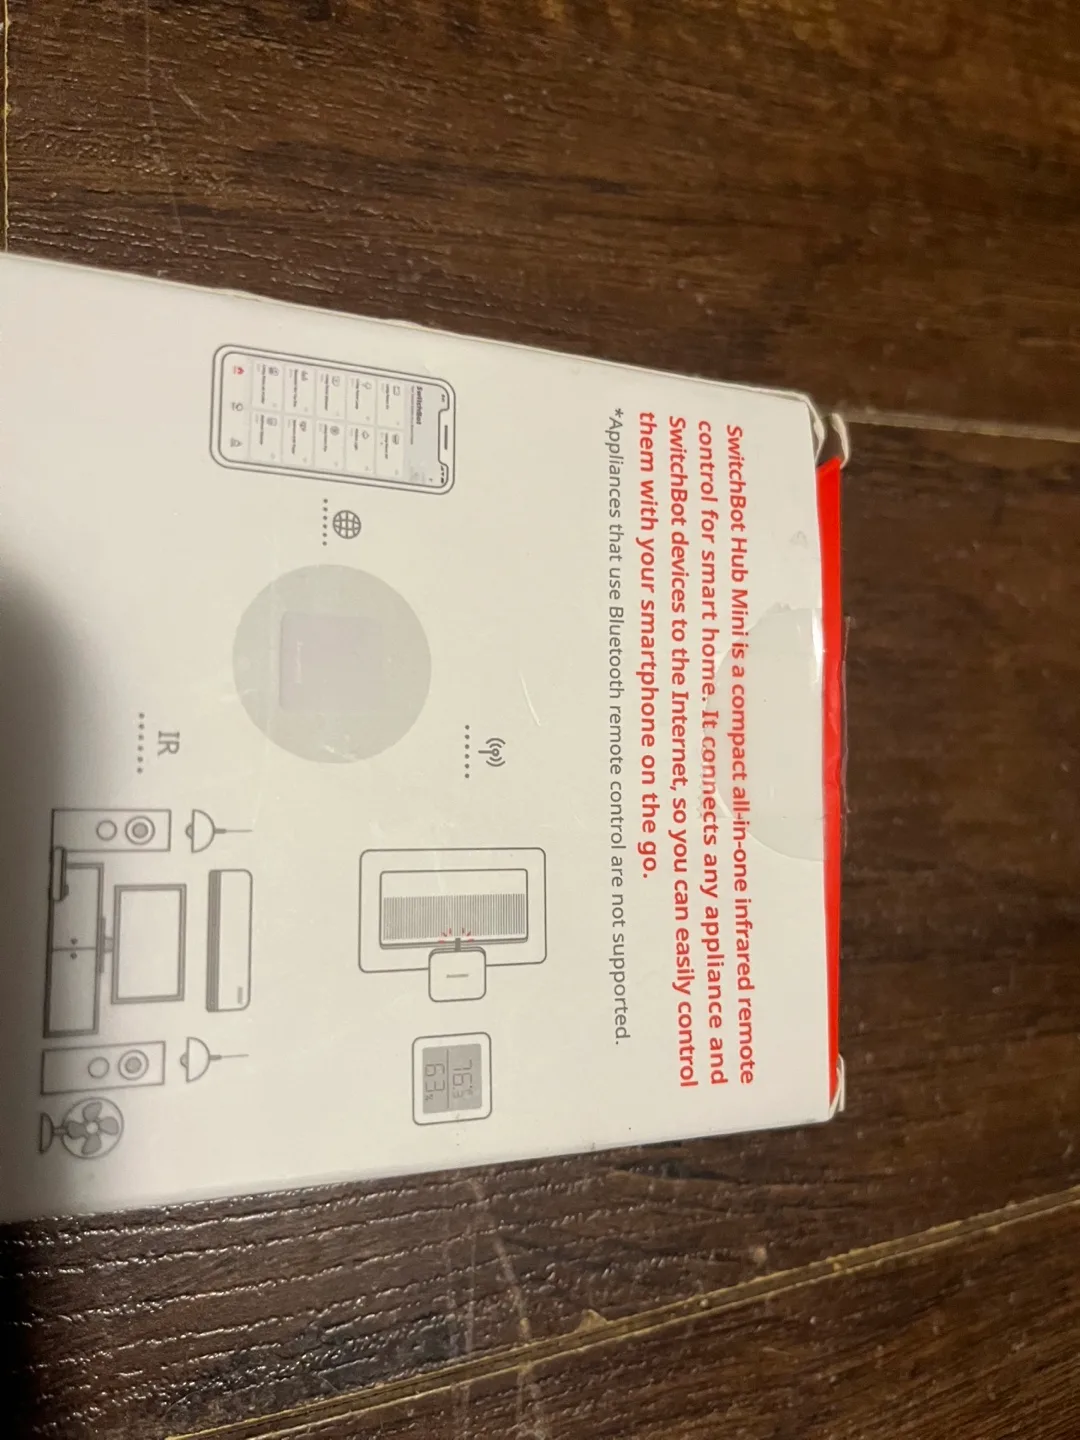 SwitchBot Hub Mini is a compact all-in-one infrared remote
control for smart home. It connects any appliance and
SwitchBot devices to the Internet, so you can easily control
them with your smartphone on the go.
*Appliances that use Bluetooth remote control are not supported.
SwitchBot
IR
63%